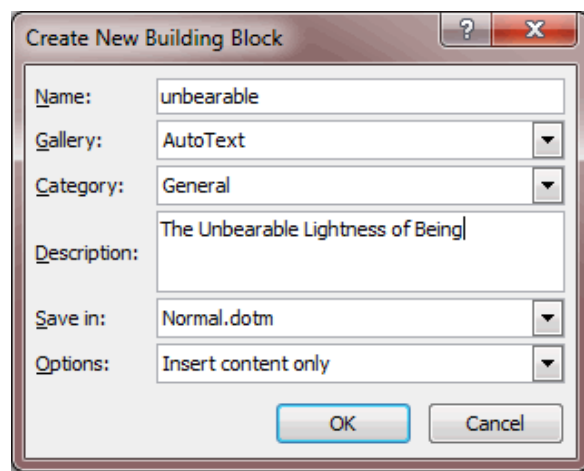 Create New Building Block
?
X
Name: unbearable
Gallery: AutoText
Category: General
Description: The Unbearable Lightness of Being
Save in: Normal.dotm
Options: Insert content only
OK Cancel